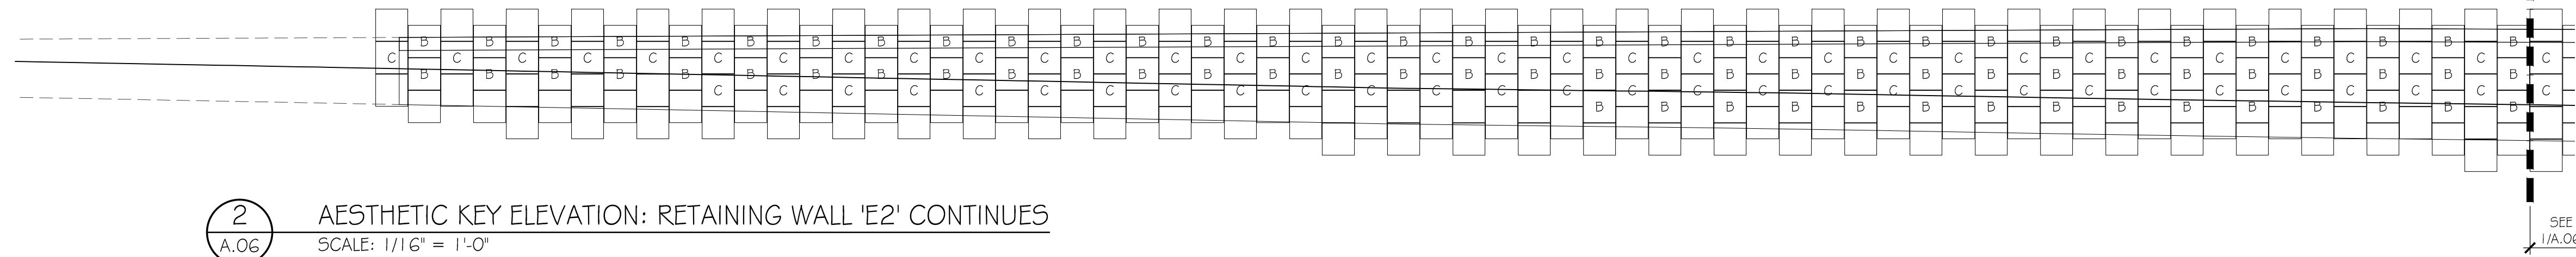 B B B B B B B B B B B B B B B B B B B B B B B B B B B B B B B B B
C C C C C C C C C C C C C C C C C C C C C C C C C C C C C C C C C C
B B B B B B B B B B B B B B B B B B B B B B B B B B B B B B B B B
C C C C C C C C C C C C C C C C C C C C C C C C C C C C C
B B B B B B B B B B B B B B B
2
A.06
AESTHETIC KEY ELEVATION: RETAINING WALL 'E2' CONTINUES
SCALE: 1/16" = 1'-0"
SEE
1/A.06